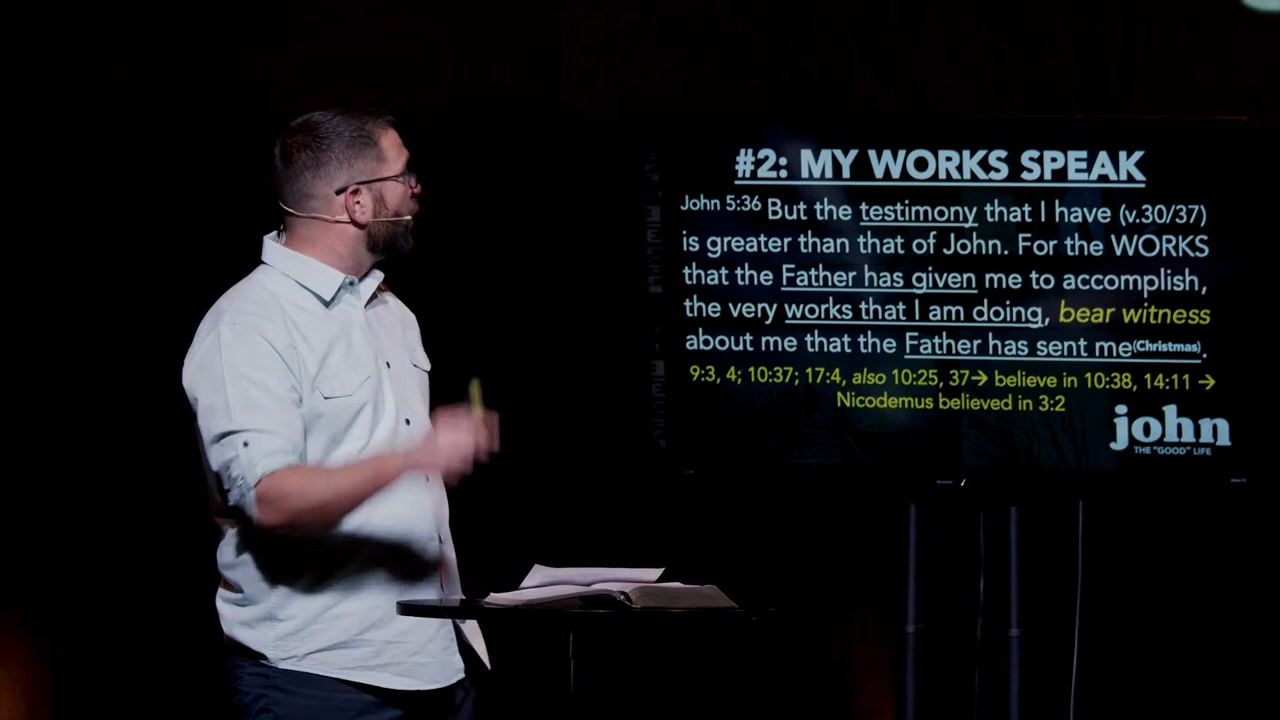 #2: MY WORKS SPEAK
John 5:36 But the testimony that I have (v.30/37)
is greater than that of John. For the WORKS
that the Father has given me to accomplish,
the very works that I am doing, bear witness
about me that the Father has sent me(Christmas).
9:3, 4; 10:37; 17:4, also 10:25, 37→ believe in 10:38, 14:11 →
Nicodemus believed in 3:2
john
THE "GOOD" LIFE